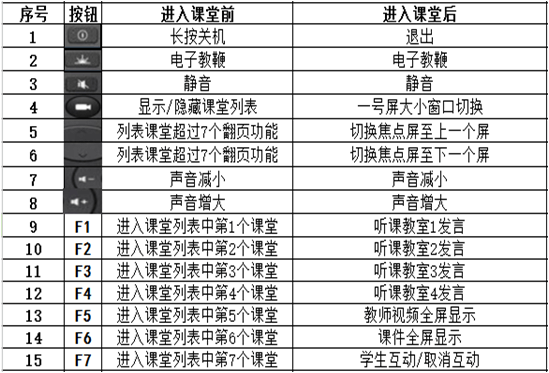 序号 按钮 进入课堂前 进入课堂后
1 长按关机 退出
2 电子教鞭 电子教鞭
3 静音 静音
4 显示/隐藏课堂列表 一号屏大小窗口切换
5 列表课堂超过7个翻页功能 切换焦点屏至上一个屏
6 列表课堂超过7个翻页功能 切换焦点屏至下一个屏
7 声音减小 声音减小
8 声音增大 声音增大
9 F1 进入课堂列表中第1个课堂 听课教室1发言
10 F2 进入课堂列表中第2个课堂 听课教室2发言
11 F3 进入课堂列表中第3个课堂 听课教室3发言
12 F4 进入课堂列表中第4个课堂 听课教室4发言
13 F5 进入课堂列表中第5个课堂 教师视频全屏显示
14 F6 进入课堂列表中第6个课堂 课件全屏显示
15 F7 进入课堂列表中第7个课堂 学生互动/取消互动